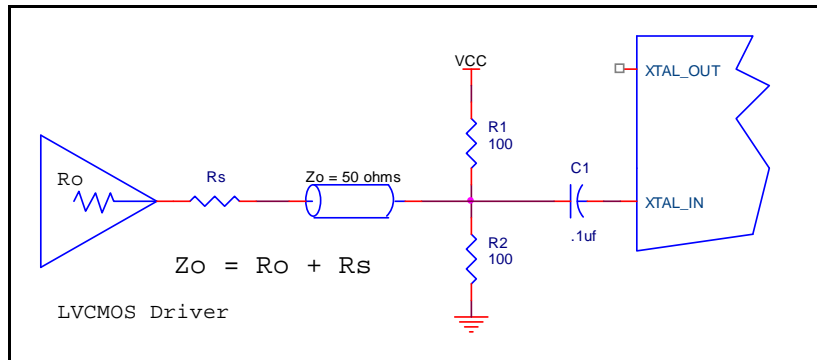 VCC
XTAL_OUT
R1
100
C1
Ro
Rs
Zo = 50 ohms
XTAL_IN
.1uf
R2
100
Zo = Ro + Rs
LVCMOS Driver